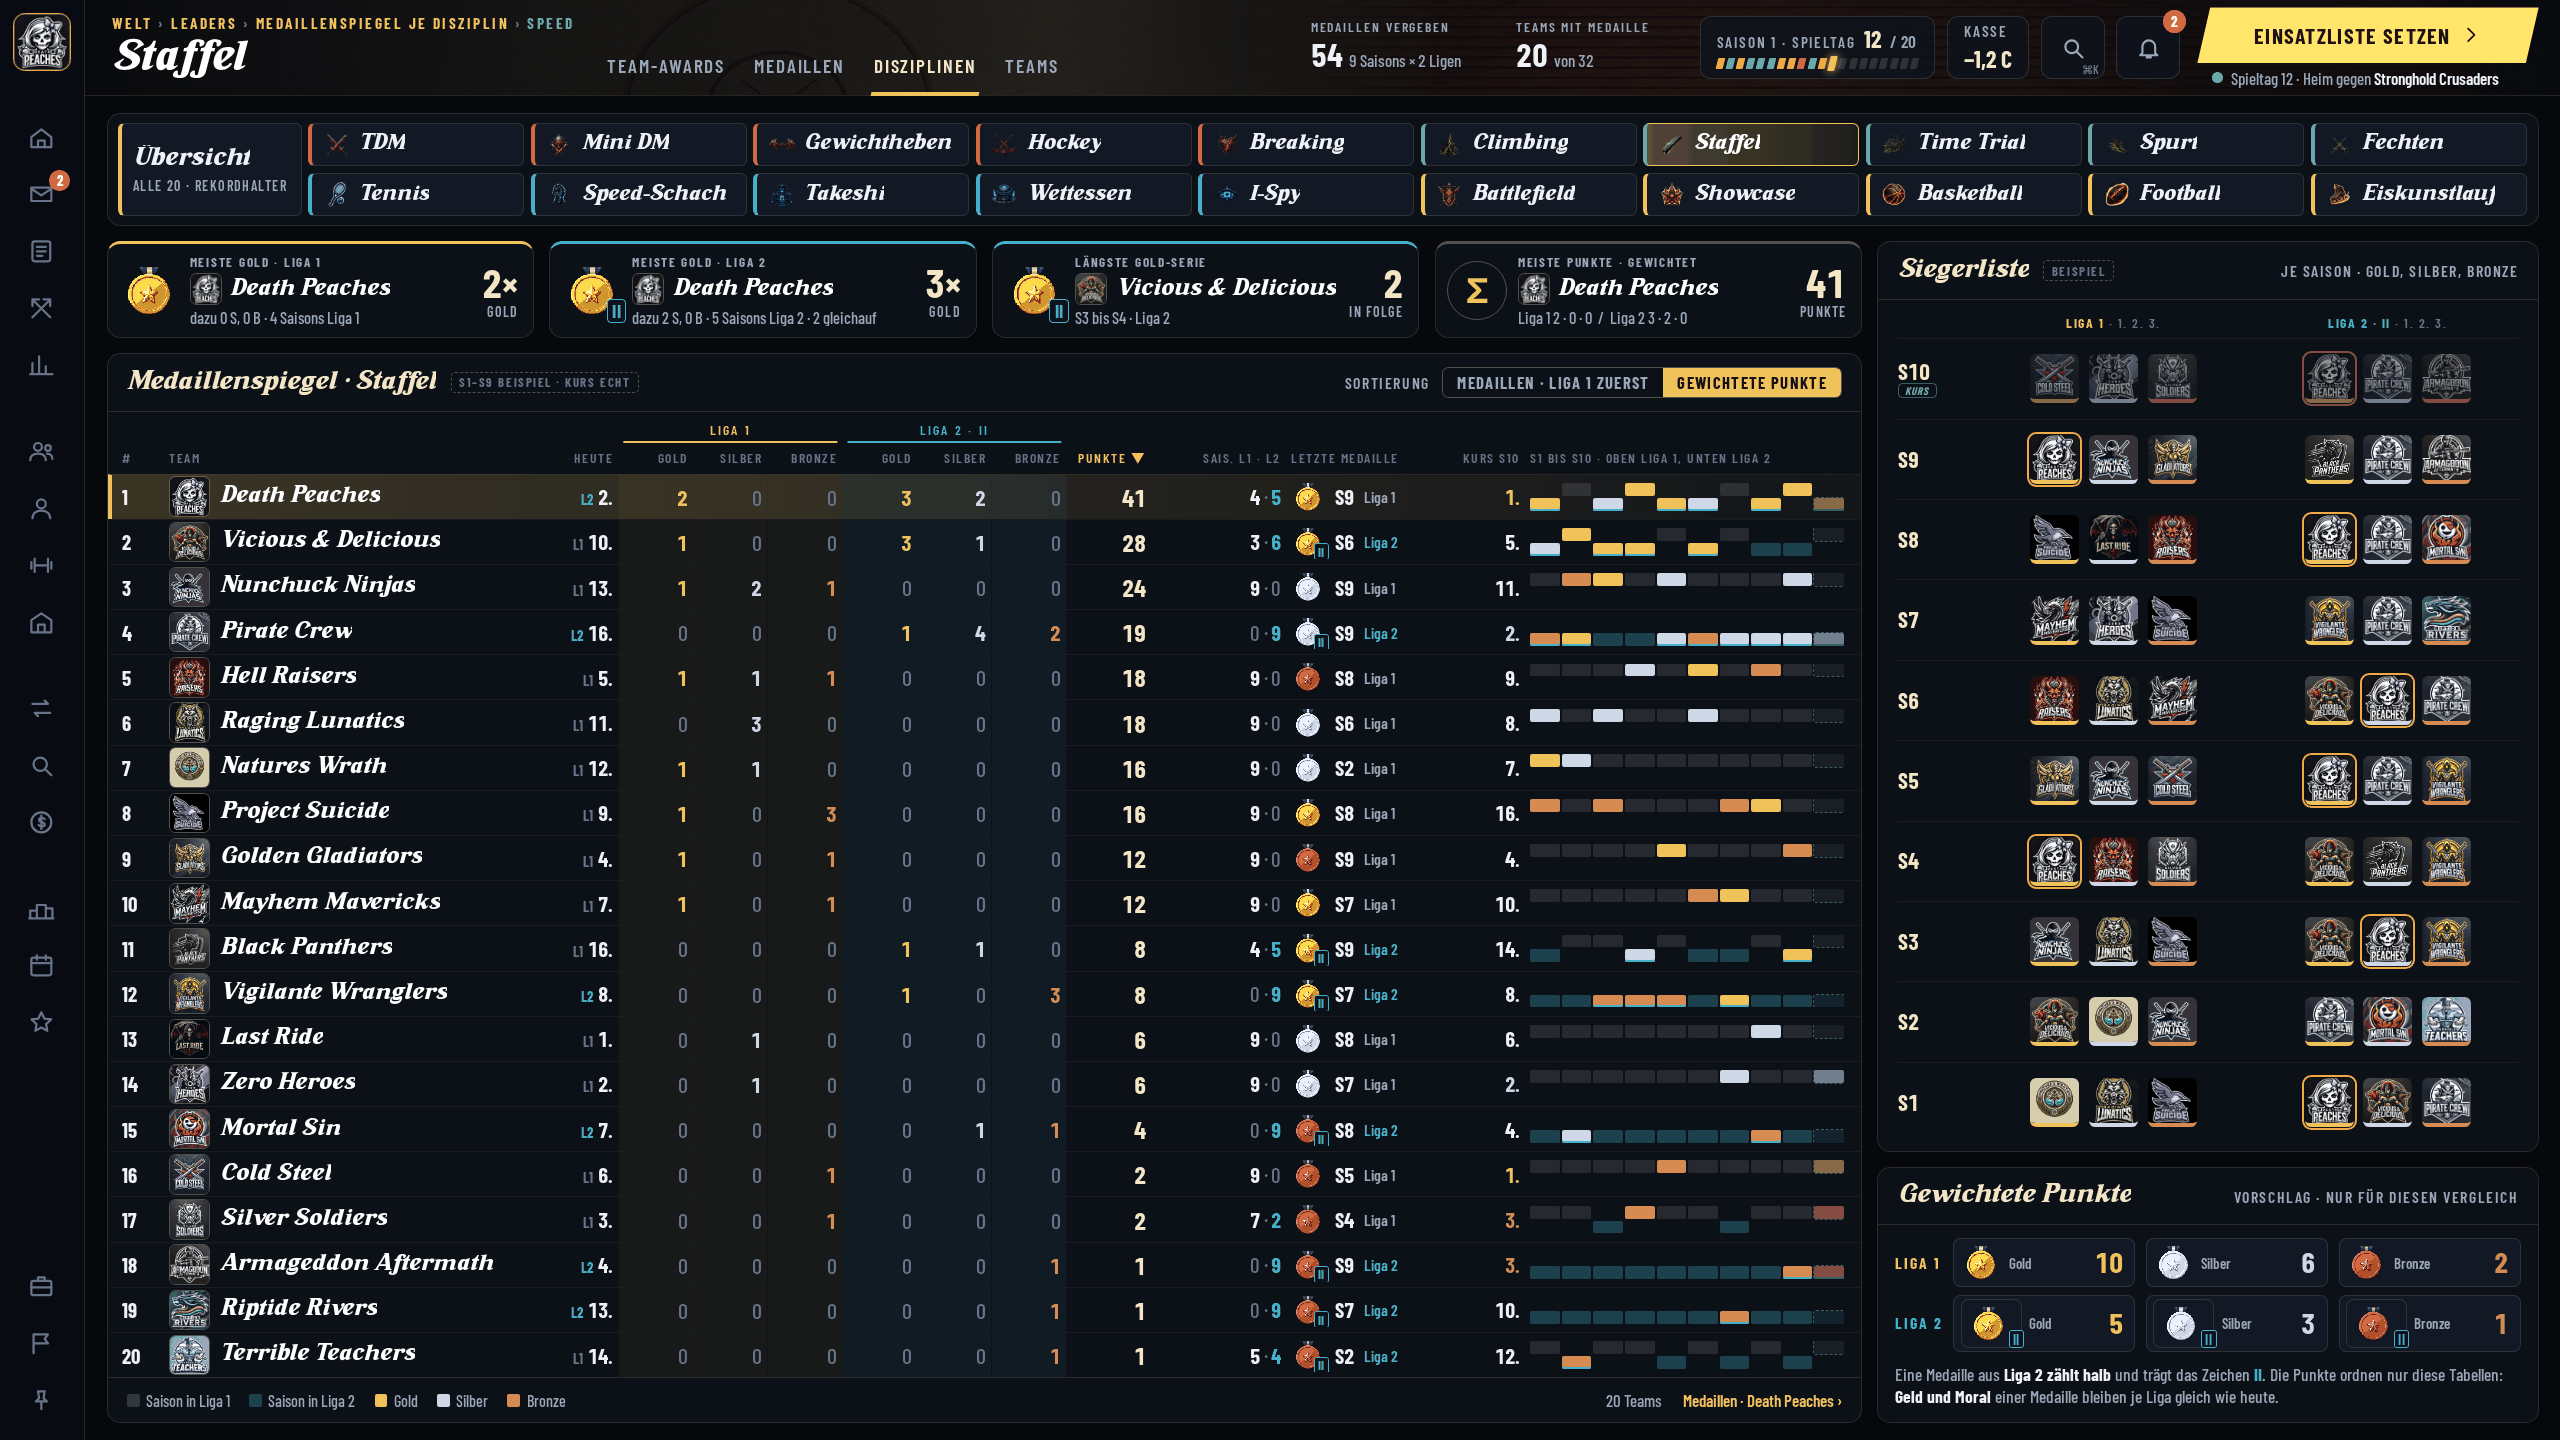 WELT › LEADERS › MEDAILLENSPIEGEL JE DISZIPLIN › SPEED
Staffel
TEAM-AWARDS MEDAILLEN DISZIPLINEN TEAMS
MEDAILLEN VERGEBEN
54 9 Saisons × 2 Ligen
TEAMS MIT MEDAILLE
20 von 32
SAISON 1 · SPIELTAG 12 / 20
KASSE
−1,2 C
⌘K
2
EINSATZLISTE SETZEN
Spieltag 12 · Heim gegen Stronghold Crusaders
2
Übersicht
ALLE 20 · REKORDHALTER
TDM Mini DM Gewichtheben Hockey Breaking Climbing Staffel Time Trial Spurt Fechten
Tennis Speed-Schach Takeshi Wettessen I-Spy Battlefield Showcase Basketball Football Eiskunstlauf
MEISTE GOLD · LIGA 1
Death Peaches
dazu 0 S, 0 B · 4 Saisons Liga 1
2×
GOLD
MEISTE GOLD · LIGA 2
Death Peaches
dazu 2 S, 0 B · 5 Saisons Liga 2 · 2 gleichauf
3×
GOLD
II
LÄNGSTE GOLD-SERIE
Vicious & Delicious
S3 bis S4 · Liga 2
2
IN FOLGE
II
MEISTE PUNKTE · GEWICHTET
Σ
Death Peaches
Liga 1 2 · 0 · 0 / Liga 2 3 · 2 · 0
41
PUNKTE
Medaillenspiegel · Staffel
S1–S9 BEISPIEL · KURS ECHT
SORTIERUNG MEDAILLEN · LIGA 1 ZUERST GEWICHTETE PUNKTE
LIGA 1 LIGA 2 · II
# TEAM HEUTE GOLD SILBER BRONZE GOLD SILBER BRONZE PUNKTE ▼ SAIS. L1 · L2 LETZTE MEDAILLE KURS S10 S1 BIS S10 · OBEN LIGA 1, UNTEN LIGA 2
1 Death Peaches L2 2. 2 0 0 3 2 0 41 4 · 5 S9 Liga 1 1.
2 Vicious & Delicious L1 10. 1 0 0 3 1 0 28 3 · 6 II S6 Liga 2 5.
3 Nunchuck Ninjas L1 13. 1 2 1 0 0 0 24 9 · 0 S9 Liga 1 11.
4 Pirate Crew L2 16. 0 0 0 1 4 2 19 0 · 9 II S9 Liga 2 2.
5 Hell Raisers L1 5. 1 1 1 0 0 0 18 9 · 0 S8 Liga 1 9.
6 Raging Lunatics L1 11. 0 3 0 0 0 0 18 9 · 0 S6 Liga 1 8.
7 Natures Wrath L1 12. 1 1 0 0 0 0 16 9 · 0 S2 Liga 1 7.
8 Project Suicide L1 9. 1 0 3 0 0 0 16 9 · 0 S8 Liga 1 16.
9 Golden Gladiators L1 4. 1 0 1 0 0 0 12 9 · 0 S9 Liga 1 4.
10 Mayhem Mavericks L1 7. 1 0 1 0 0 0 12 9 · 0 S7 Liga 1 10.
11 Black Panthers L1 16. 0 0 0 1 1 0 8 4 · 5 II S9 Liga 2 14.
12 Vigilante Wranglers L2 8. 0 0 0 1 0 3 8 0 · 9 II S7 Liga 2 8.
13 Last Ride L1 1. 0 1 0 0 0 0 6 9 · 0 S8 Liga 1 6.
14 Zero Heroes L1 2. 0 1 0 0 0 0 6 9 · 0 S7 Liga 1 2.
15 Mortal Sin L2 7. 0 0 0 0 1 1 4 0 · 9 II S8 Liga 2 4.
16 Cold Steel L1 6. 0 0 1 0 0 0 2 9 · 0 S5 Liga 1 1.
17 Silver Soldiers L1 3. 0 0 1 0 0 0 2 7 · 2 S4 Liga 1 3.
18 Armageddon Aftermath L2 4. 0 0 0 0 0 1 1 0 · 9 II S9 Liga 2 3.
19 Riptide Rivers L2 13. 0 0 0 0 0 1 1 0 · 9 II S7 Liga 2 10.
20 Terrible Teachers L1 14. 0 0 0 0 0 1 1 5 · 4 II S2 Liga 2 12.
Saison in Liga 1 Saison in Liga 2 Gold Silber Bronze
20 Teams Medaillen · Death Peaches ›
Siegerliste
BEISPIEL
JE SAISON · GOLD, SILBER, BRONZE
LIGA 1 · 1. 2. 3. LIGA 2 · II · 1. 2. 3.
S10
KURS
S9
S8
S7
S6
S5
S4
S3
S2
S1
Gewichtete Punkte
VORSCHLAG · NUR FÜR DIESEN VERGLEICH
LIGA 1 Gold 10 Silber 6 Bronze 2
LIGA 2 II Gold 5 II Silber 3 II Bronze 1
Eine Medaille aus Liga 2 zählt halb und trägt das Zeichen II. Die Punkte ordnen nur diese Tabellen:
Geld und Moral einer Medaille bleiben je Liga gleich wie heute.